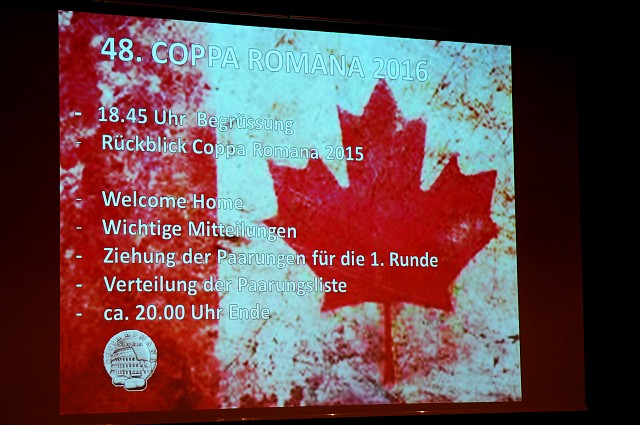 48. COPPA ROMANA 2016
- 18.45 Uhr Begrüssung
- Rückblick Coppa Romana 2015
- Welcome Home
- Wichtige Mitteilungen
- Ziehung der Paarungen für die 1. Runde
- Verteilung der Paarungsliste
- ca. 20.00 Uhr Ende